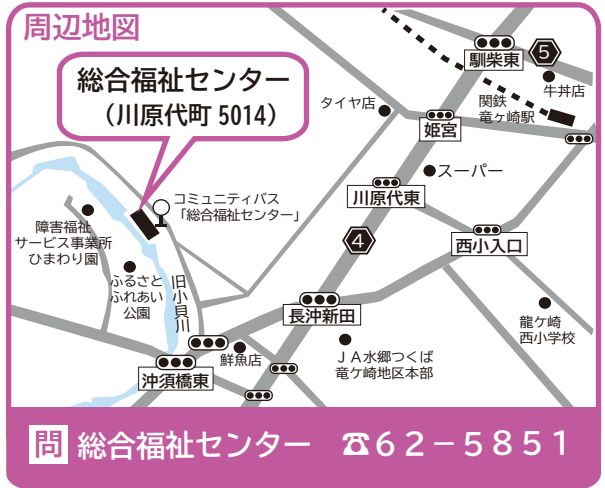 周辺地図
総合福祉センター
（川原代町 5014）
馴柴東
5
牛丼店
タイヤ店
関鉄
竜ヶ崎駅
姫宮
スーパー
川原代東
コミュニティバス
「総合福祉センター」
障害福祉
サービス事業所
ひまわり園
4
西小入口
ふるさと
ふれあい
公園
旧小貝川
長沖新田
龍ケ崎
西小学校
鮮魚店
ＪＡ水郷つくば
竜ケ崎地区本部
沖須橋東
問 総合福祉センター ☎６２－５８５１